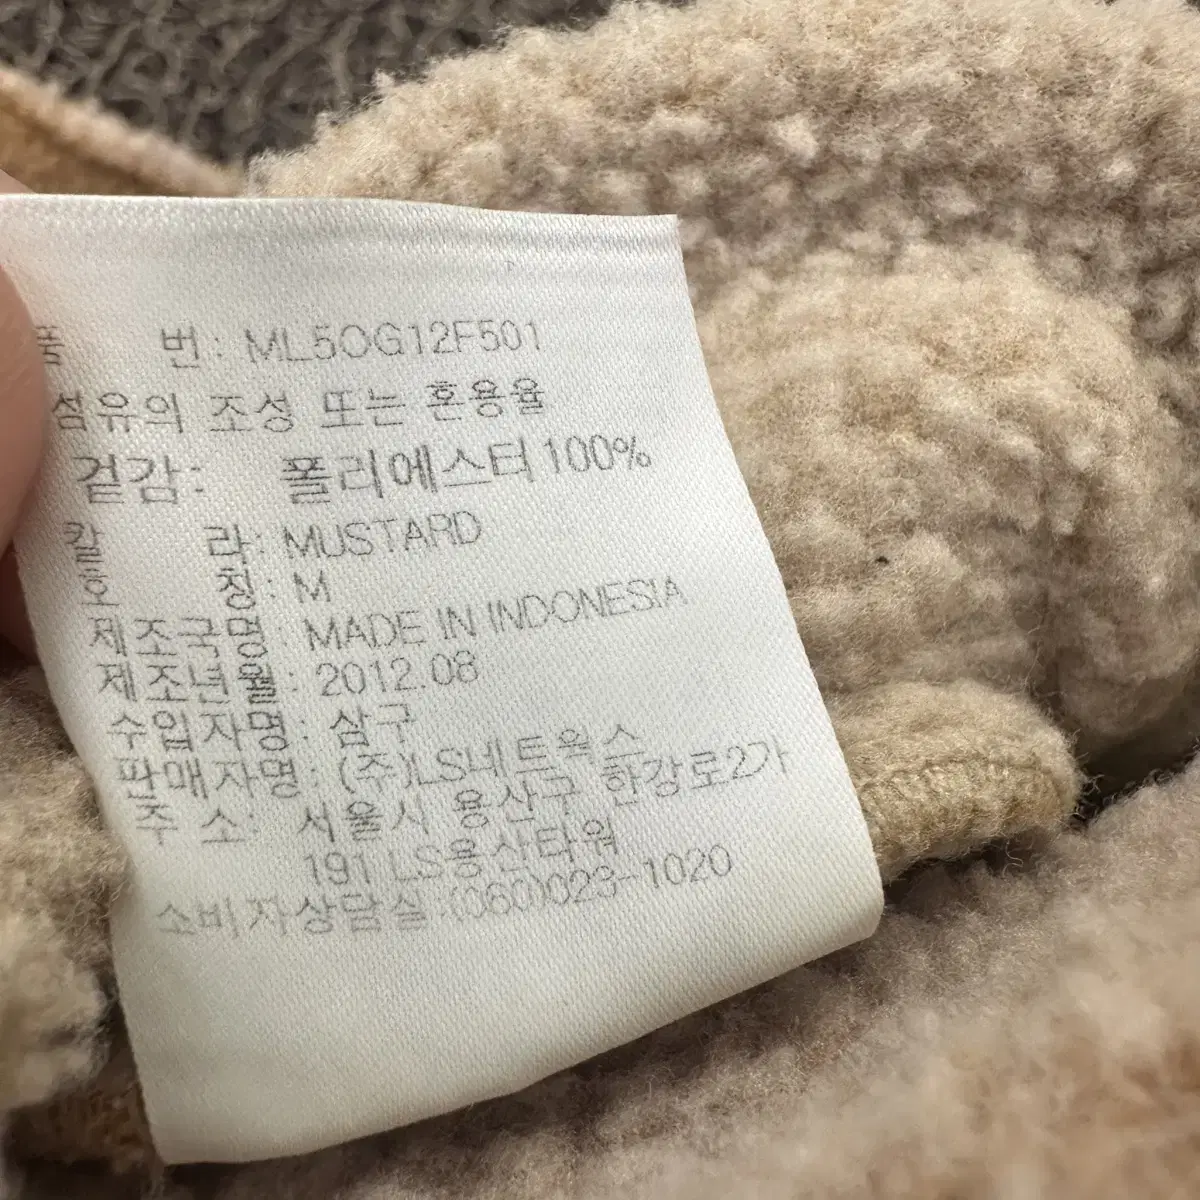 품 번: ML5OG12F501
섬유의 조성 또는 혼용율
겉감: 폴리에스터 100%
칼 라: MUSTARD
호 칭: M
제조국명: MADE IN INDONESIA
제조년월: 2012.08
수입자명: 삼구
판매자명: (주)LS네트웍스
주 소: 서울시 용산구 한강로2가
191 LS용산타워
소비자상담실:(060)023-1020